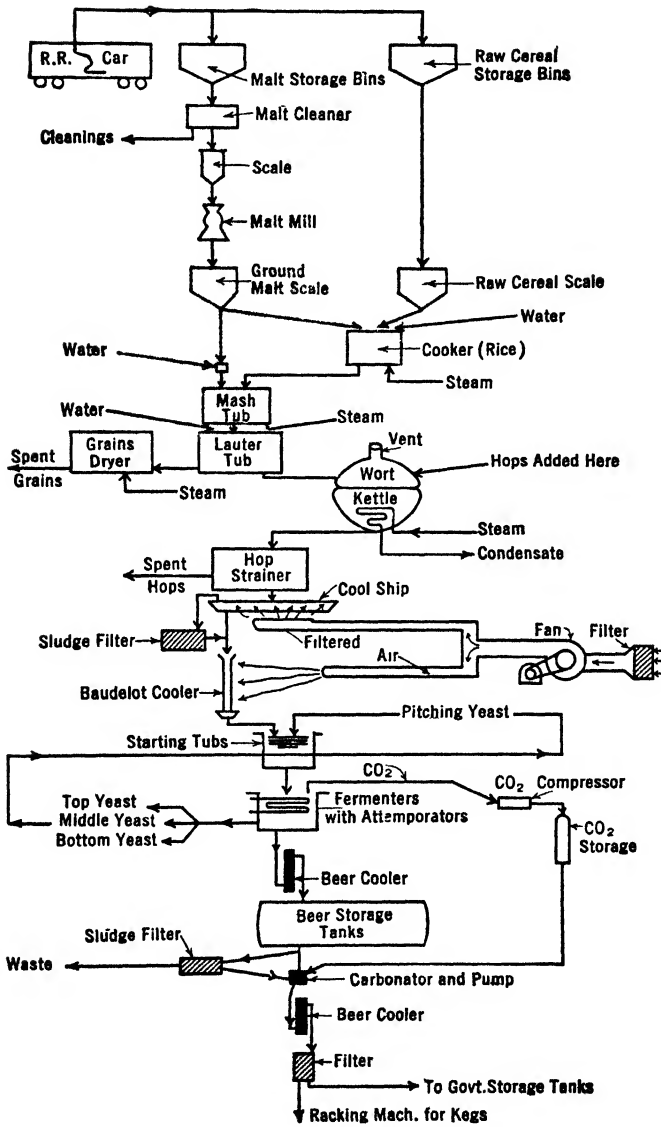 R.R. Car
Malt Storage Bins
Raw Cereal
Storage Bins
Malt Cleaner
Cleanings
Scale
Malt Mill
Ground
Malt Scale
Raw Cereal Scale
Water
Water
Cooker (Rice)
Steam
Mash
Tub
Water
Steam
Lauter
Tub
Grains
Dryer
Spent
Grains
Steam
Vent
Hops Added Here
Wort
Kettle
Steam
Condensate
Hop
Strainer
Spent
Hops
Cool Ship
Sludge Filter
Filtered
Air
Fan
Filter
Baudelot Cooler
Pitching Yeast
Starting Tubs
CO2
CO2
Compressor
Top Yeast
Middle Yeast
Bottom Yeast
Fermenters
with Attemporators
CO2
Storage
Beer Cooler
Beer Storage
Tanks
Sludge Filter
Waste
Carbonator and Pump
Beer Cooler
Filter
To Govt. Storage Tanks
Racking Mach. for Kegs